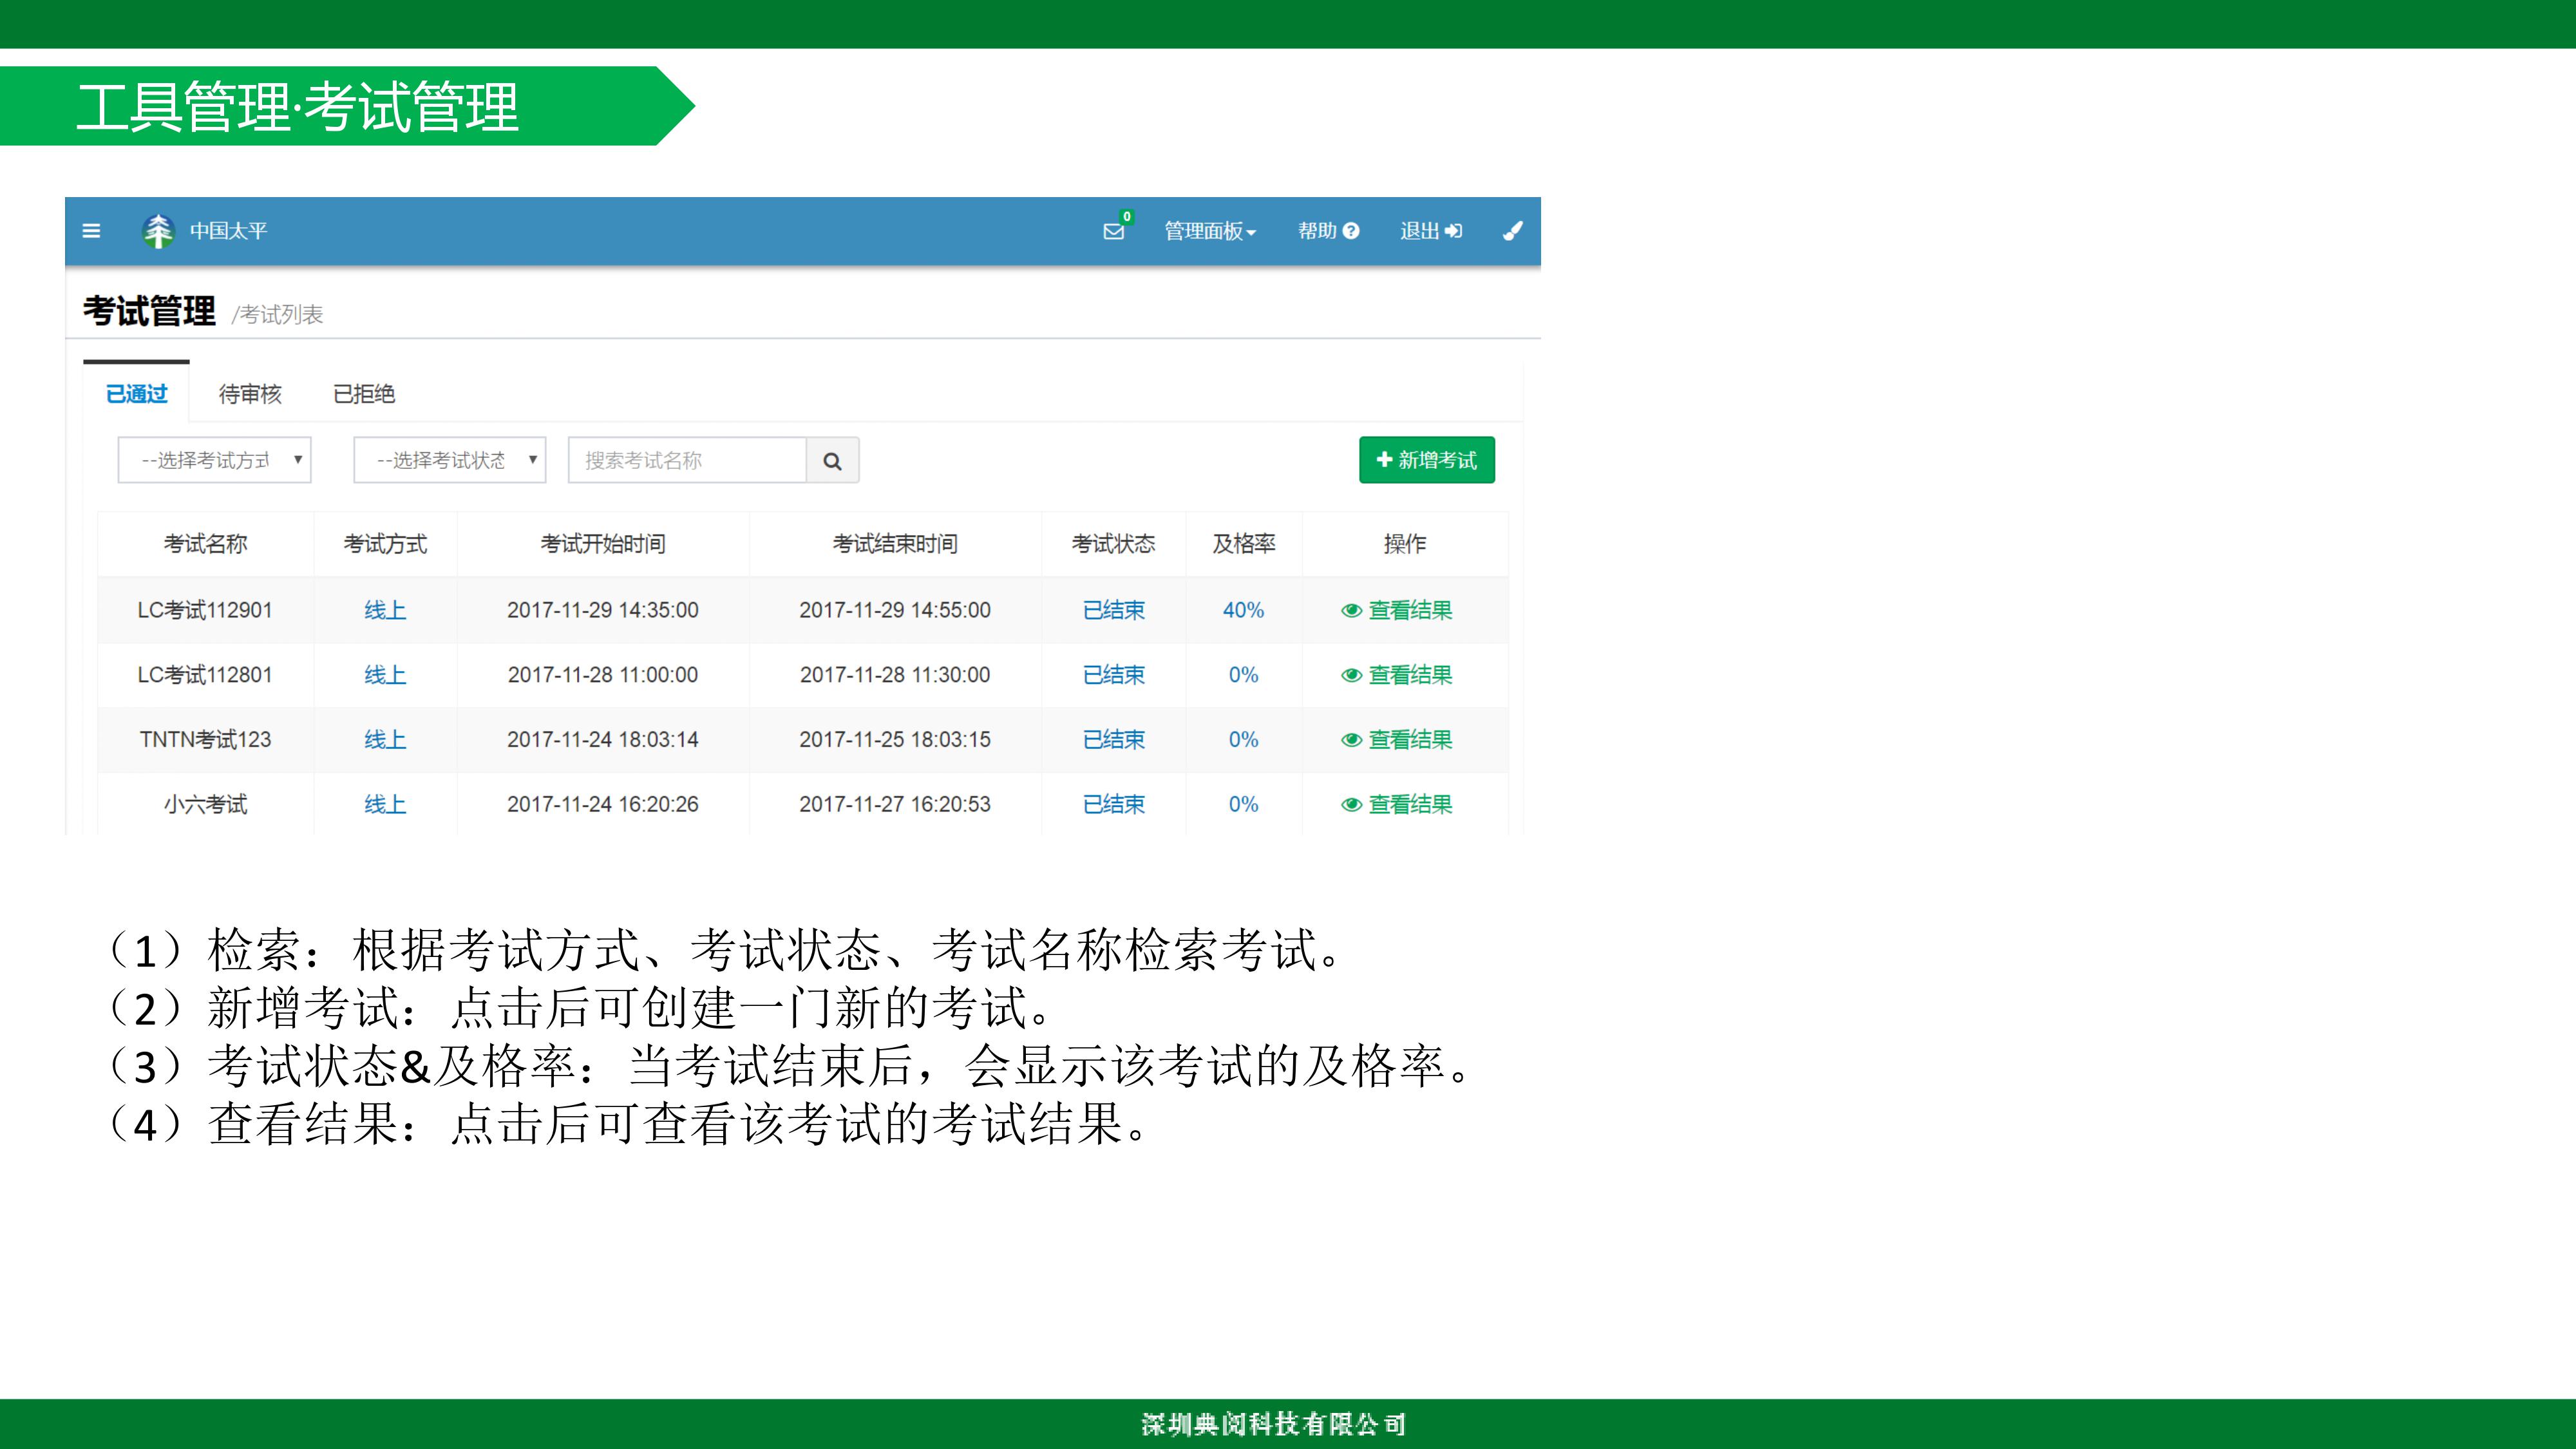 工具管理·考试管理
中国太平
0
管理面板
帮助
退出
考试管理 /考试列表
已通过 待审核 已拒绝
--选择考试方式 --选择考试状态 搜索考试名称 新增考试
考试名称 考试方式 考试开始时间 考试结束时间 考试状态 及格率 操作
LC考试112901 线上 2017-11-29 14:35:00 2017-11-29 14:55:00 已结束 40% 查看结果
LC考试112801 线上 2017-11-28 11:00:00 2017-11-28 11:30:00 已结束 0% 查看结果
TNTN考试123 线上 2017-11-24 18:03:14 2017-11-25 18:03:15 已结束 0% 查看结果
小六考试 线上 2017-11-24 16:20:26 2017-11-27 16:20:53 已结束 0% 查看结果
（1）检索：根据考试方式、考试状态、考试名称检索考试。
（2）新增考试：点击后可创建一门新的考试。
（3）考试状态&及格率：当考试结束后，会显示该考试的及格率。
（4）查看结果：点击后可查看该考试的考试结果。
深圳典阅科技有限公司